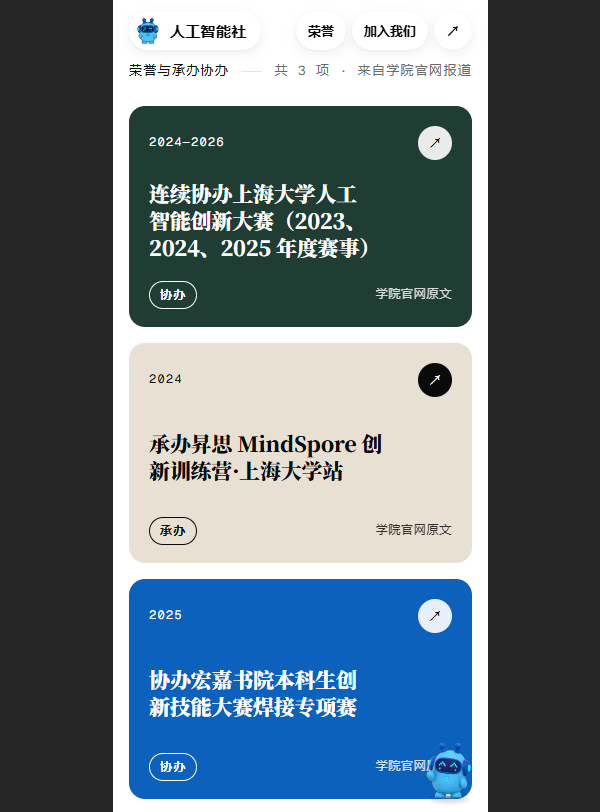 人工智能社
荣誉
加入我们
↗
荣誉与承办协办
共 3 项 · 来自学院官网报道
2024—2026
↗
连续协办上海大学人工
智能创新大赛（2023、
2024、2025 年度赛事）
协办
学院官网原文
2024
↗
承办昇思 MindSpore 创
新训练营·上海大学站
承办
学院官网原文
2025
↗
协办宏嘉书院本科生创
新技能大赛焊接专项赛
协办
学院官网